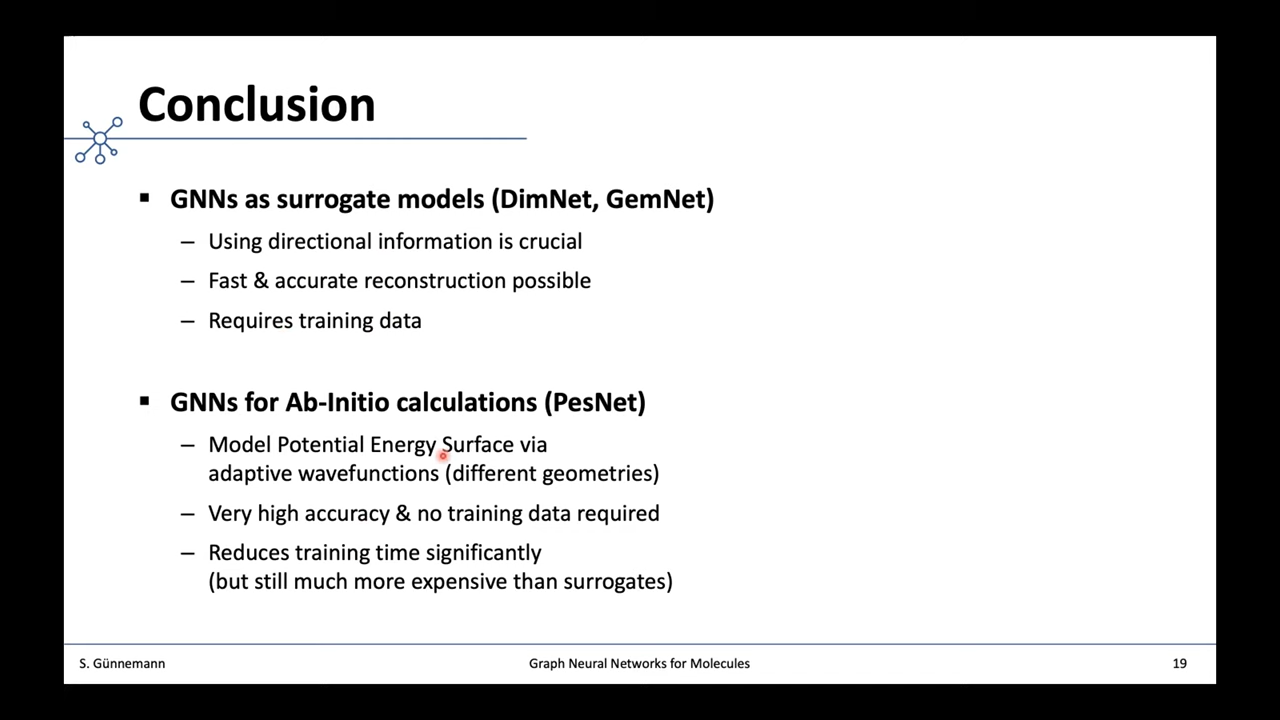 Conclusion
▪ GNNs as surrogate models (DimNet, GemNet)
– Using directional information is crucial
– Fast & accurate reconstruction possible
– Requires training data
▪ GNNs for Ab-Initio calculations (PesNet)
– Model Potential Energy Surface via
adaptive wavefunctions (different geometries)
– Very high accuracy & no training data required
– Reduces training time significantly
(but still much more expensive than surrogates)
S. Günnemann
Graph Neural Networks for Molecules
19